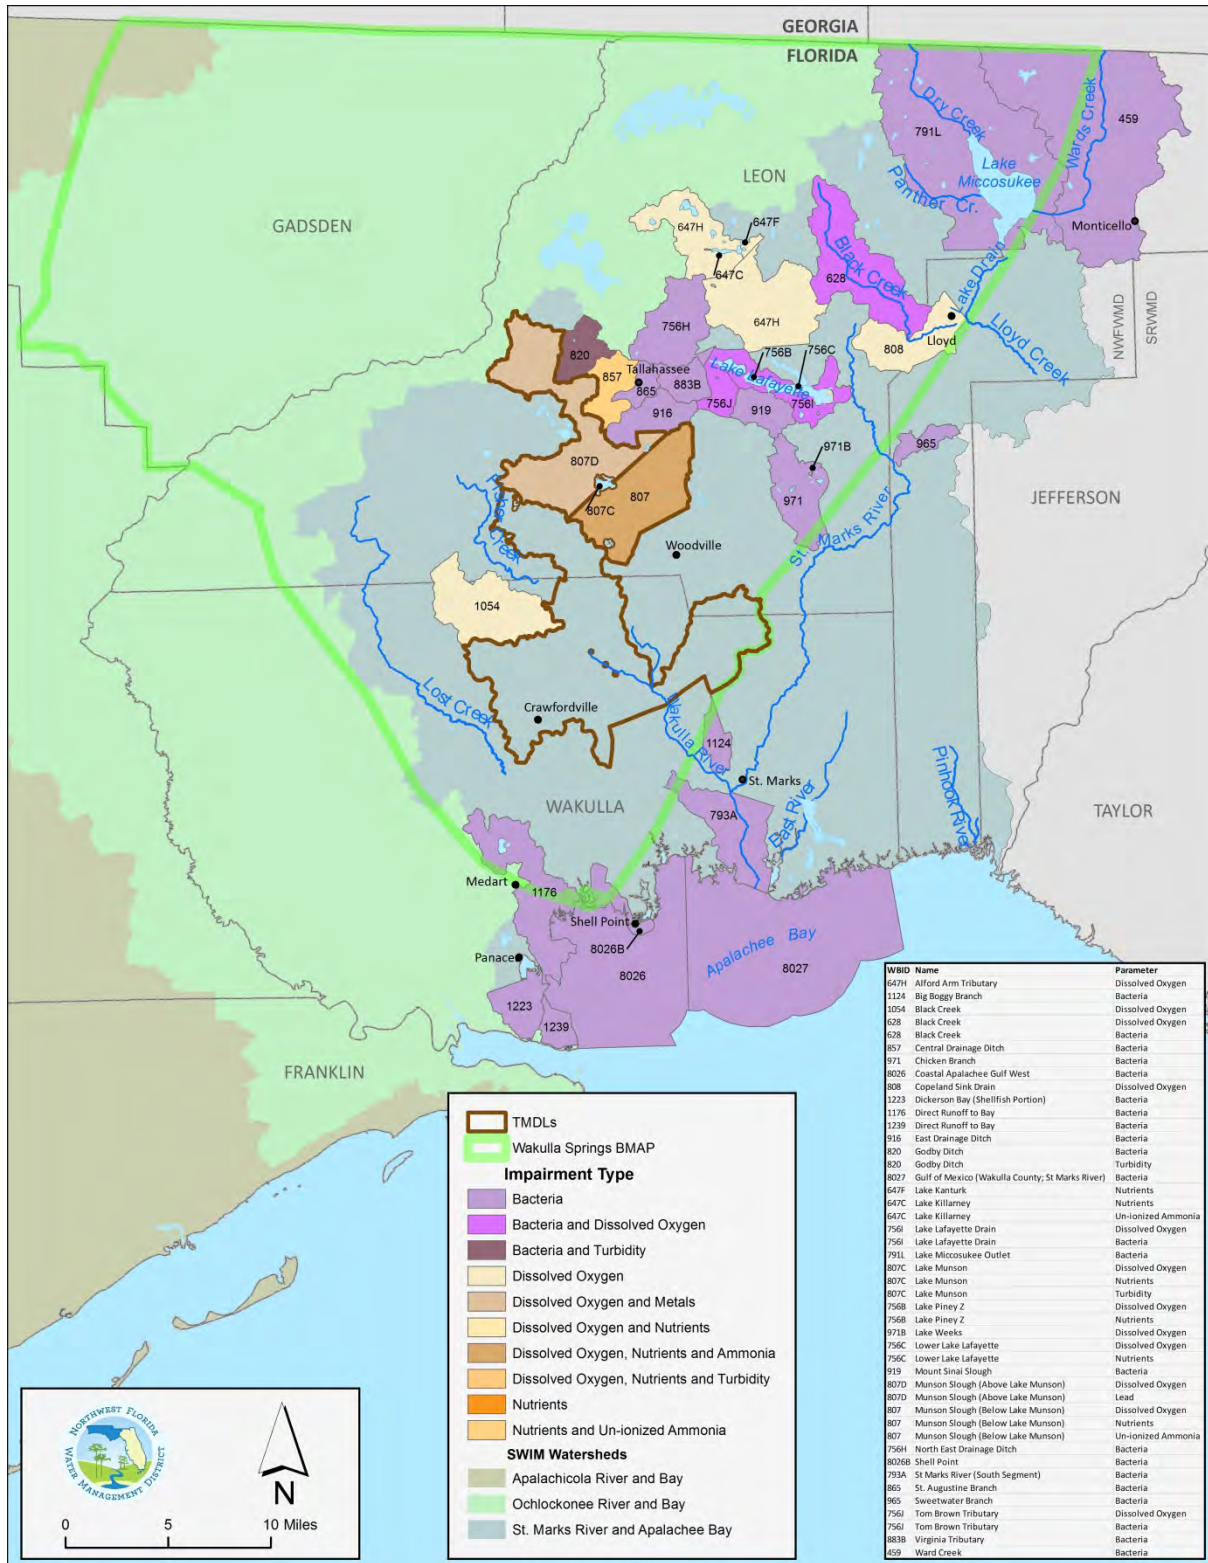 GEORGIA
FLORIDA
Dry Creek
791L
Wards Creek
459
Lake
Miccosukee
Panther Cr.
Monticello
LEON
GADSDEN
647F
647H
647C
Black Creek
628
Lake Drain
Lloyd
Lloyd Creek
NWFWMD
SRWMD
647H
756H
808
820
756B
756C
857
Tallahassee
Lake Lafayette
865
883B
756J
756I
916
919
971B
965
807D
807
971
807C
JEFFERSON
Creek
Woodville
St. Marks River
1054
Lost Creek
Crawfordville
Wakulla River
1124
St. Marks
WAKULLA
793A
East River
Pinhook River
TAYLOR
Medart
1176
Shell Point
8026B
Apalachee Bay
Panacea
8026
8027
1223
1239
FRANKLIN
WBID Name Parameter
647H Alford Arm Tributary Dissolved Oxygen
1124 Big Boggy Branch Bacteria
1054 Black Creek Dissolved Oxygen
628 Black Creek Dissolved Oxygen
628 Black Creek Bacteria
857 Central Drainage Ditch Bacteria
971 Chicken Branch Bacteria
8026 Coastal Apalachee Gulf West Bacteria
808 Copeland Sink Drain Dissolved Oxygen
1223 Dickerson Bay (Shellfish Portion) Bacteria
1176 Direct Runoff to Bay Bacteria
1239 Direct Runoff to Bay Bacteria
916 East Drainage Ditch Bacteria
820 Godby Ditch Bacteria
820 Godby Ditch Turbidity
8027 Gulf of Mexico (Wakulla County; St Marks River) Bacteria
647F Lake Kanturk Nutrients
647C Lake Killarney Nutrients
647C Lake Killarney Un-ionized Ammonia
756I Lake Lafayette Drain Dissolved Oxygen
756I Lake Lafayette Drain Bacteria
791L Lake Miccosukee Outlet Bacteria
807C Lake Munson Dissolved Oxygen
807C Lake Munson Nutrients
807C Lake Munson Turbidity
756B Lake Piney Z Dissolved Oxygen
756B Lake Piney Z Nutrients
971B Lake Weeks Dissolved Oxygen
756C Lower Lake Lafayette Dissolved Oxygen
756C Lower Lake Lafayette Nutrients
919 Mount Sinai Slough Bacteria
807D Munson Slough (Above Lake Munson) Dissolved Oxygen
807D Munson Slough (Above Lake Munson) Lead
807 Munson Slough (Below Lake Munson) Dissolved Oxygen
807 Munson Slough (Below Lake Munson) Nutrients
807 Munson Slough (Below Lake Munson) Un-ionized Ammonia
756H North East Drainage Ditch Bacteria
8026B Shell Point Bacteria
793A St Marks River (South Segment) Bacteria
865 St. Augustine Branch Bacteria
965 Sweetwater Branch Bacteria
756J Tom Brown Tributary Dissolved Oxygen
756J Tom Brown Tributary Bacteria
883B Virginia Tributary Bacteria
459 Ward Creek Bacteria
TMDLs
Wakulla Springs BMAP
Impairment Type
Bacteria
Bacteria and Dissolved Oxygen
Bacteria and Turbidity
Dissolved Oxygen
Dissolved Oxygen and Metals
Dissolved Oxygen and Nutrients
Dissolved Oxygen, Nutrients and Ammonia
Dissolved Oxygen, Nutrients and Turbidity
Nutrients
Nutrients and Un-ionized Ammonia
SWIM Watersheds
Apalachicola River and Bay
Ochlockonee River and Bay
St. Marks River and Apalachee Bay
NORTHWEST FLORIDA
WATER MANAGEMENT DISTRICT
N
0 5 10 Miles